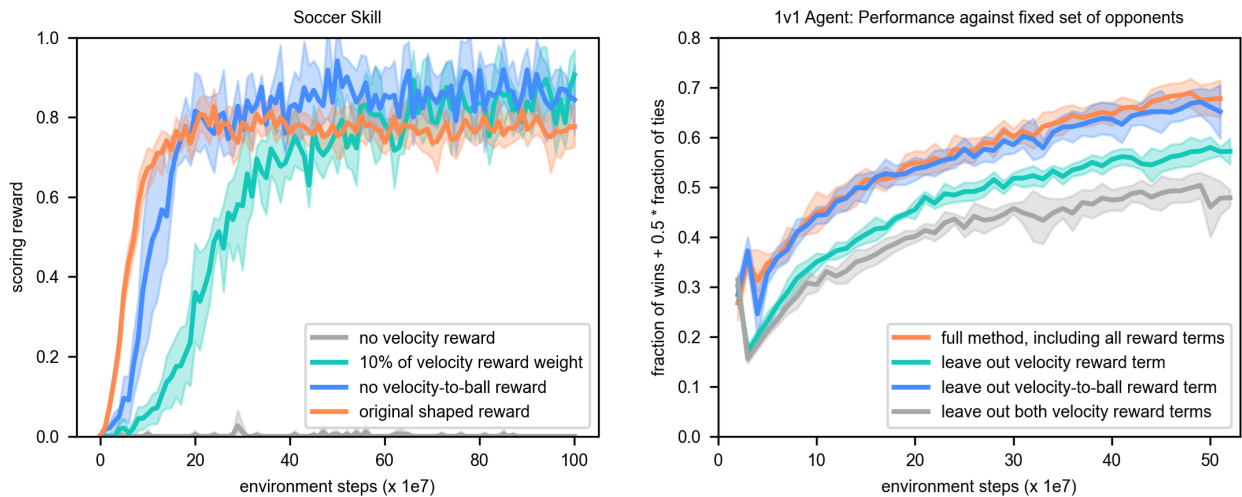 Soccer Skill
1.0
0.8
0.6
0.4
0.2
0.0
scoring reward
no velocity reward
10% of velocity reward weight
no velocity-to-ball reward
original shaped reward
0
20
40
60
80
100
environment steps (x 1e7)
1v1 Agent: Performance against fixed set of opponents
0.8
0.7
0.6
0.5
0.4
0.3
0.2
0.1
0.0
fraction of wins + 0.5 * fraction of ties
full method, including all reward terms
leave out velocity reward term
leave out velocity-to-ball reward term
leave out both velocity reward terms
0
10
20
30
40
50
environment steps (x 1e7)